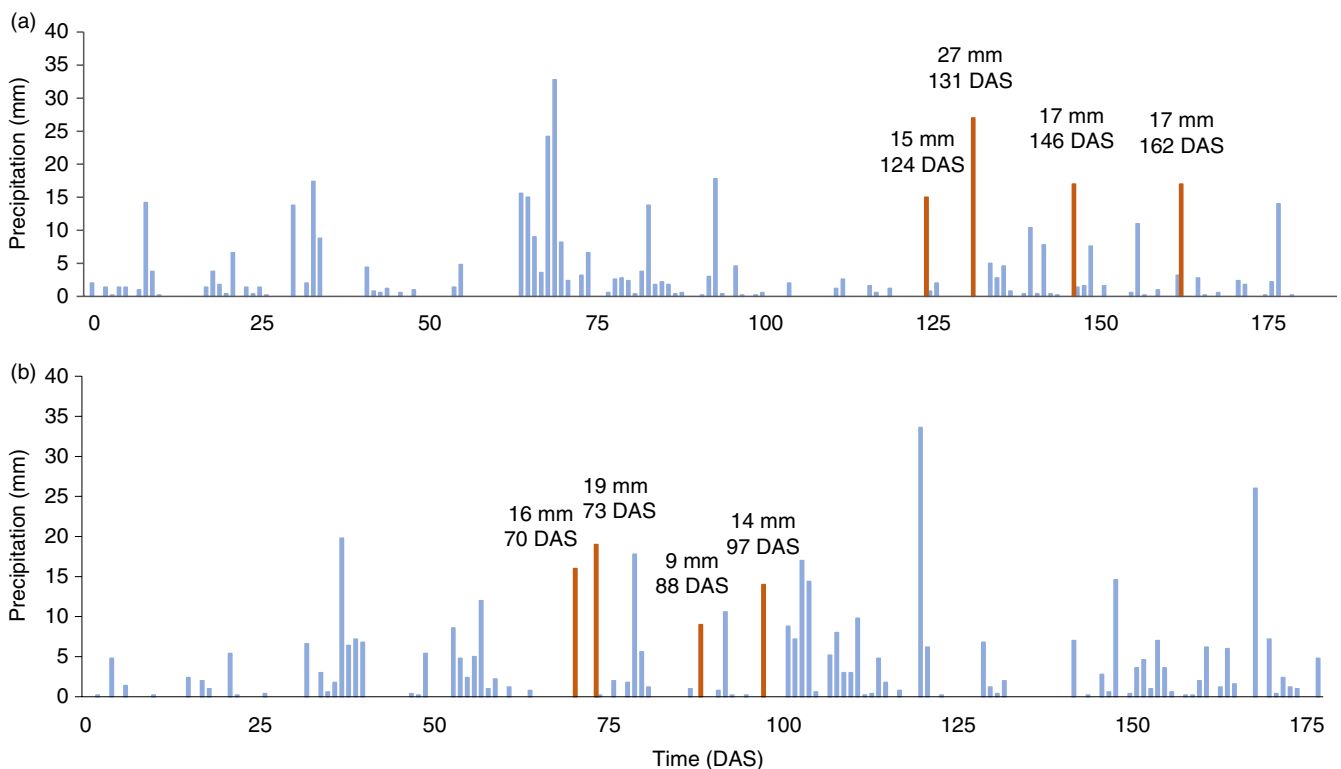 (a)
40
35
30
25
20
15
10
5
0
Precipitation (mm)
27 mm
131 DAS
15 mm
124 DAS
17 mm
146 DAS
17 mm
162 DAS
0 25 50 75 100 125 150 175
(b)
40
35
30
25
20
15
10
5
0
Precipitation (mm)
16 mm
70 DAS
19 mm
73 DAS
9 mm
88 DAS
14 mm
97 DAS
0 25 50 75 100 125 150 175
Time (DAS)